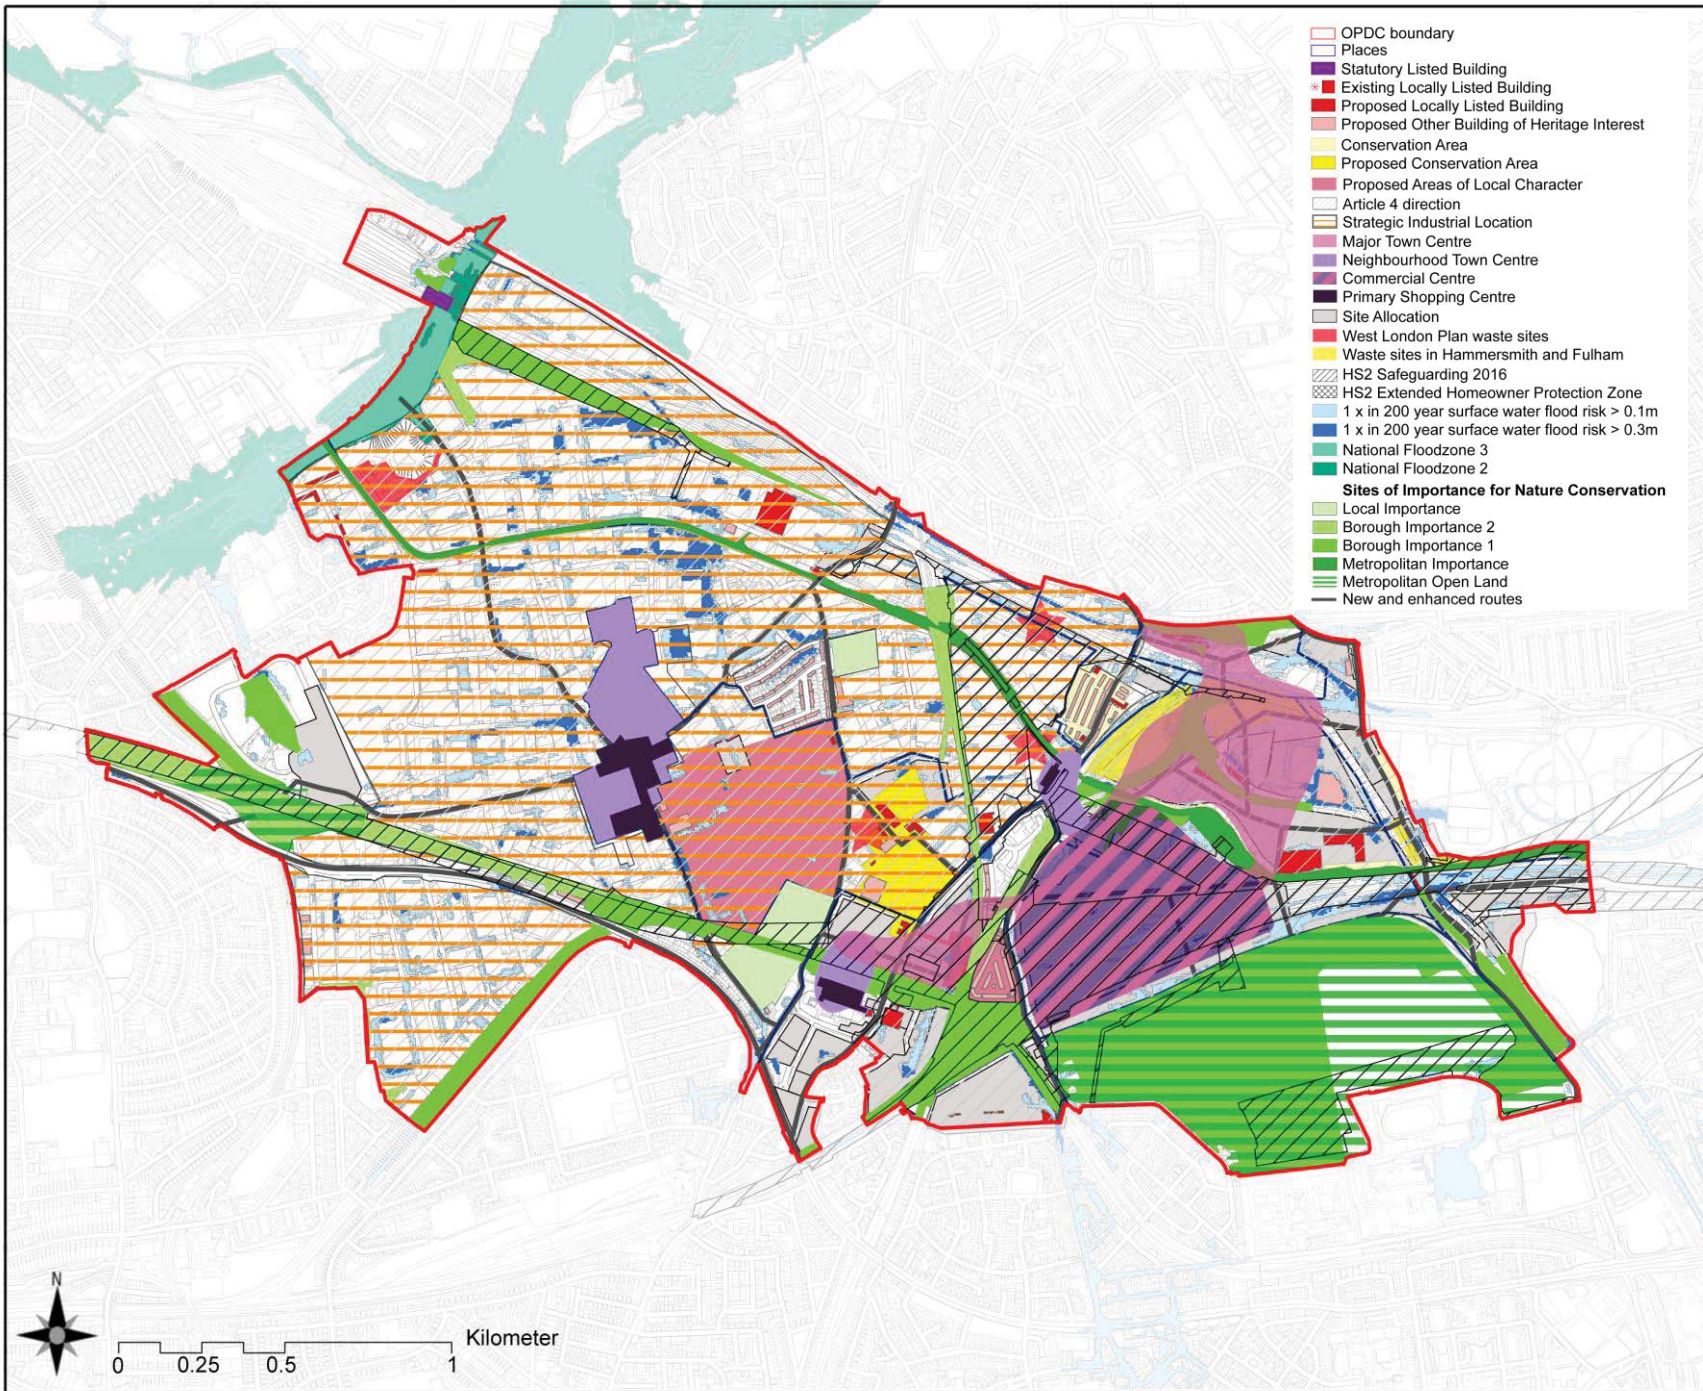 OPDC boundary
Places
Statutory Listed Building
Existing Locally Listed Building
Proposed Locally Listed Building
Proposed Other Building of Heritage Interest
Conservation Area
Proposed Conservation Area
Proposed Areas of Local Character
Article 4 direction
Strategic Industrial Location
Major Town Centre
Neighbourhood Town Centre
Commercial Centre
Primary Shopping Centre
Site Allocation
West London Plan waste sites
Waste sites in Hammersmith and Fulham
HS2 Safeguarding 2016
HS2 Extended Homeowner Protection Zone
1 x in 200 year surface water flood risk > 0.1m
1 x in 200 year surface water flood risk > 0.3m
National Floodzone 3
National Floodzone 2
Sites of Importance for Nature Conservation
Local Importance
Borough Importance 2
Borough Importance 1
Metropolitan Importance
Metropolitan Open Land
New and enhanced routes
N
Kilometer
0 0.25 0.5 1